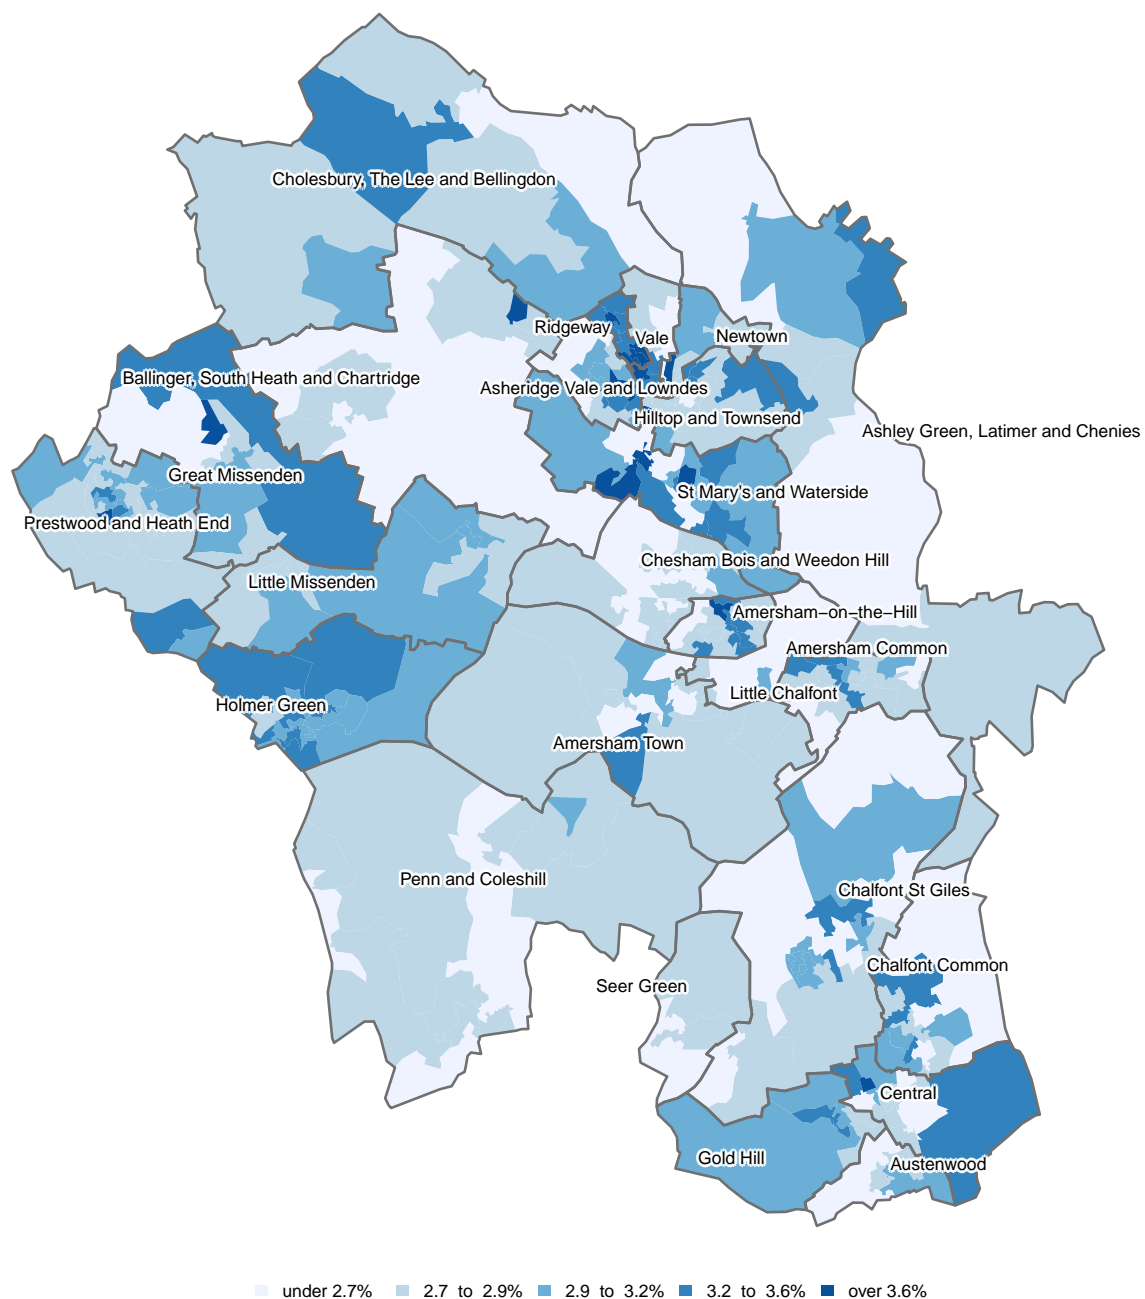 Cholesbury, The Lee and Bellingdon
Ridgeway
Vale
Newtown
Ballinger, South Heath and Chartridge
Asheridge Vale and Lowndes
Hilltop and Townsend
Ashley Green, Latimer and Chenies
Great Missenden
St Mary's and Waterside
Prestwood and Heath End
Chesham Bois and Weedon Hill
Little Missenden
Amersham−on−the−Hill
Amersham Common
Little Chalfont
Holmer Green
Amersham Town
Penn and Coleshill
Chalfont St Giles
Chalfont Common
Seer Green
Central
Gold Hill
Austenwood
under 2.7% 2.7 to 2.9% 2.9 to 3.2% 3.2 to 3.6% over 3.6%